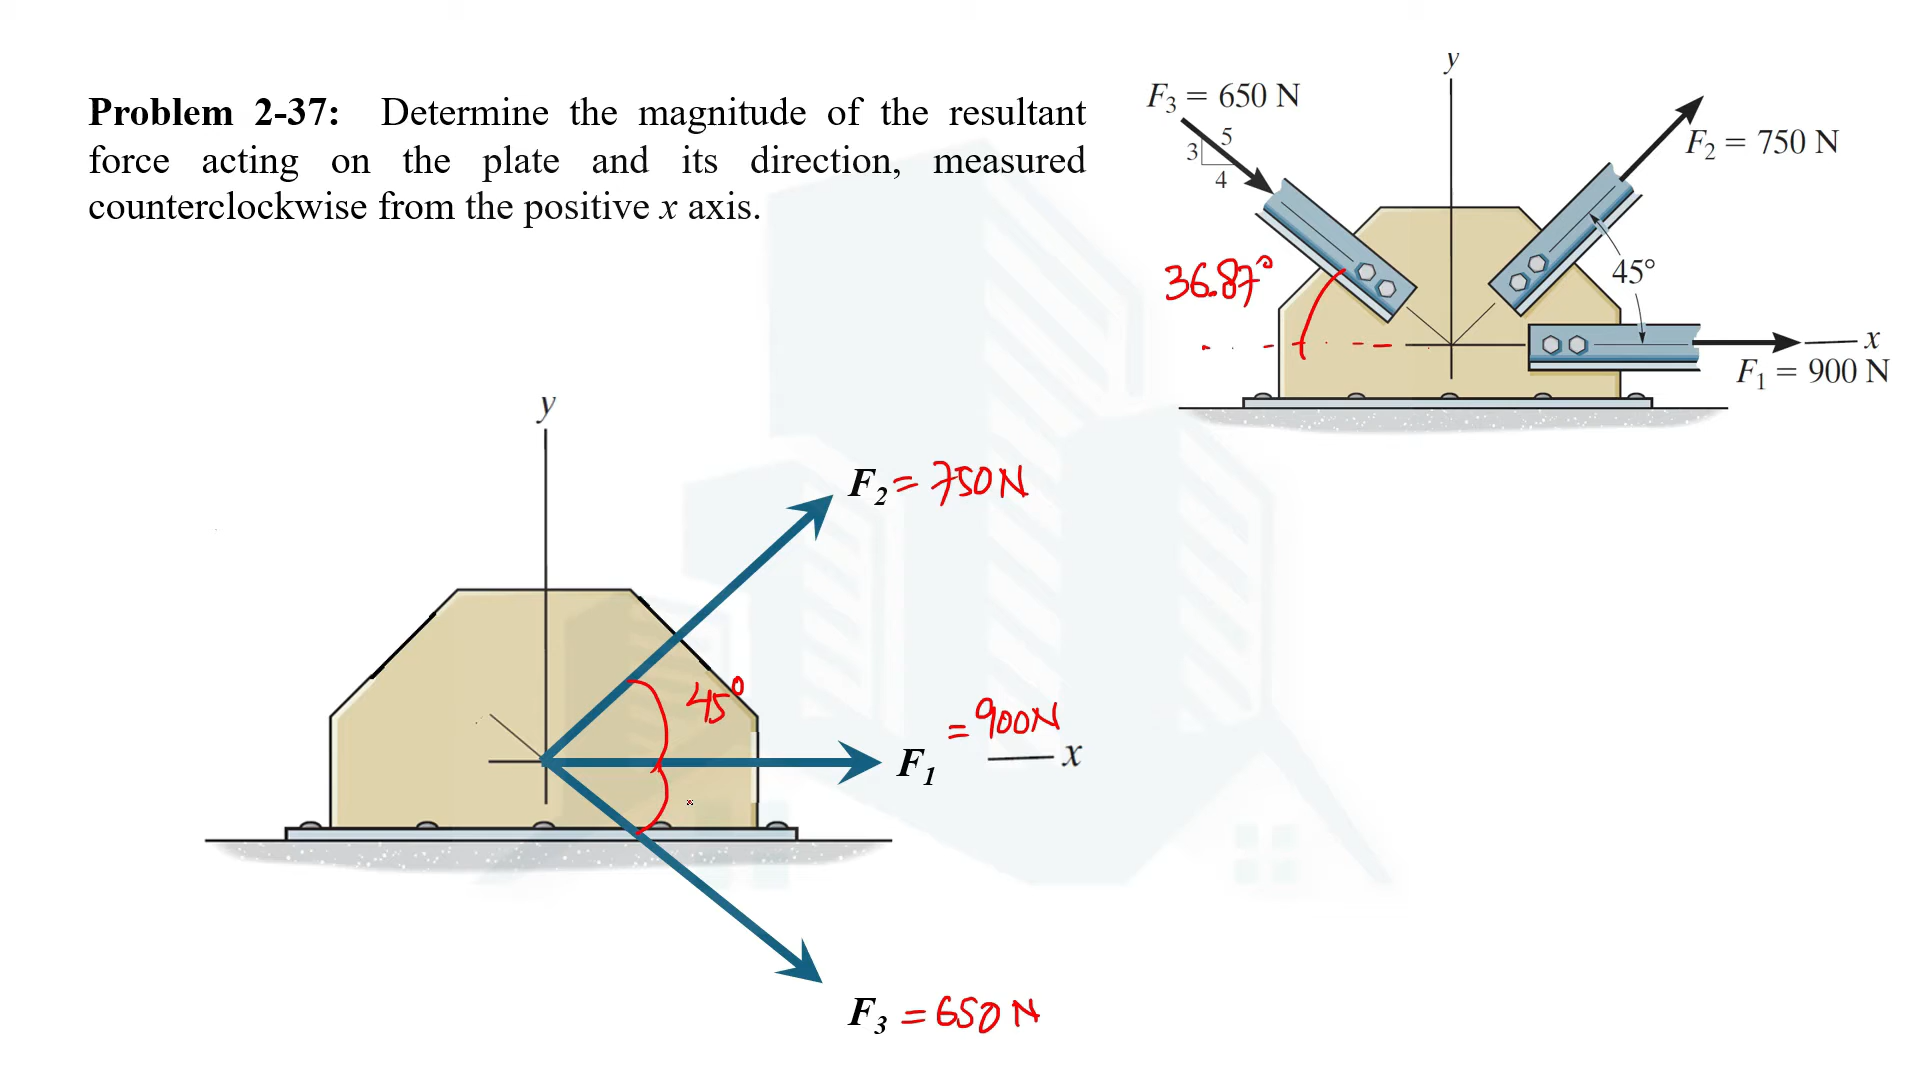 Problem 2-37: Determine the magnitude of the resultant
force acting on the plate and its direction, measured
counterclockwise from the positive x axis.
y
F3 = 650 N
5
3
4
F2 = 750 N
36.87°
45°
x
F1 = 900 N
y
F2 = 750 N
45°
= 900 N
F1
x
F3 = 650 N